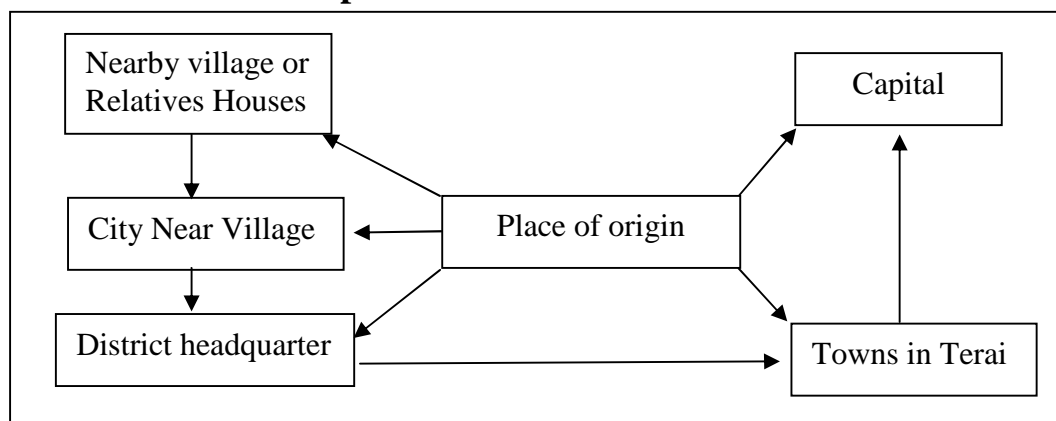 Nearby village or
Relatives Houses
Capital
City Near Village
Place of origin
District headquarter
Towns in Terai